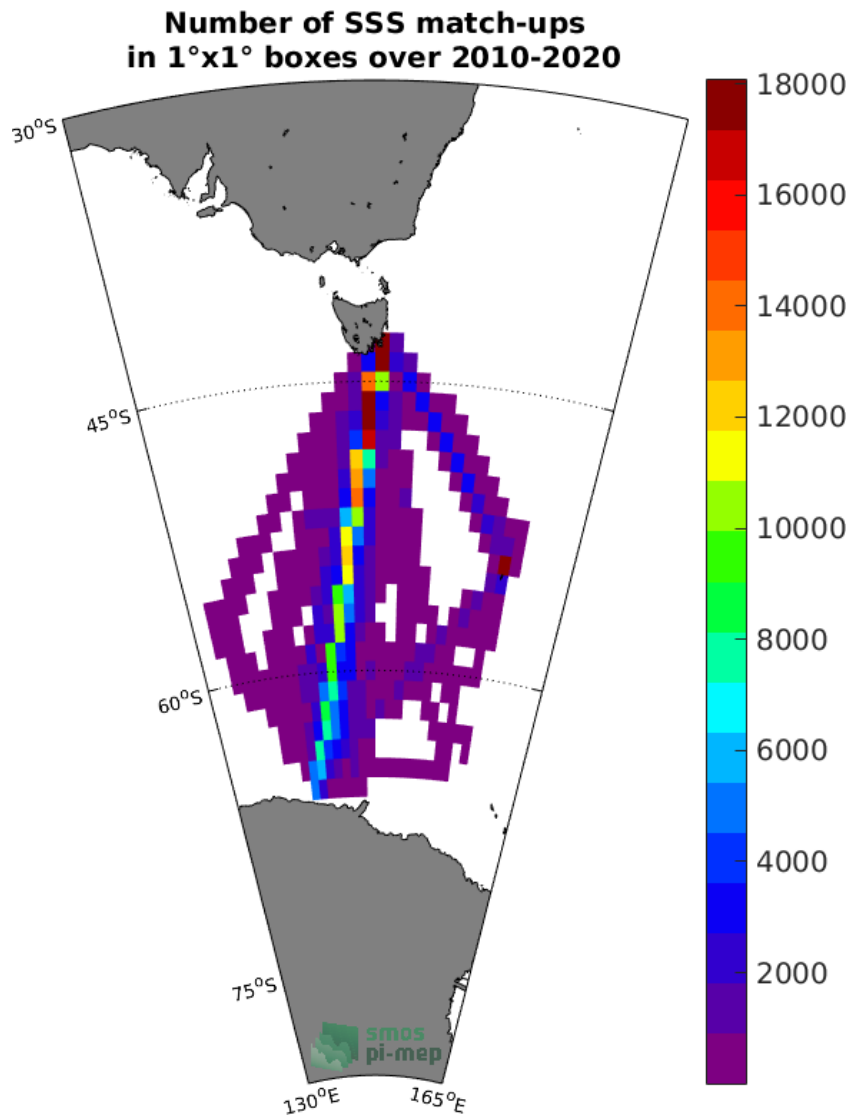 Number of SSS match-ups
in 1°x1° boxes over 2010-2020
30°S
45°S
60°S
75°S
130°E
165°E
18000
16000
14000
12000
10000
8000
6000
4000
2000
smos
pi-mep